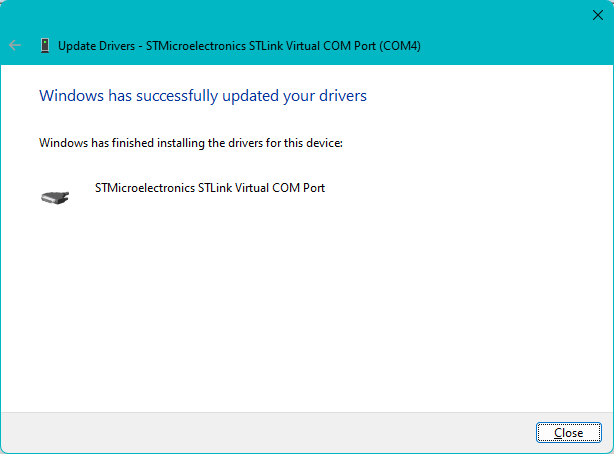 Update Drivers - STMicroelectronics STLink Virtual COM Port (COM4)
Windows has successfully updated your drivers
Windows has finished installing the drivers for this device:
STMicroelectronics STLink Virtual COM Port
Close